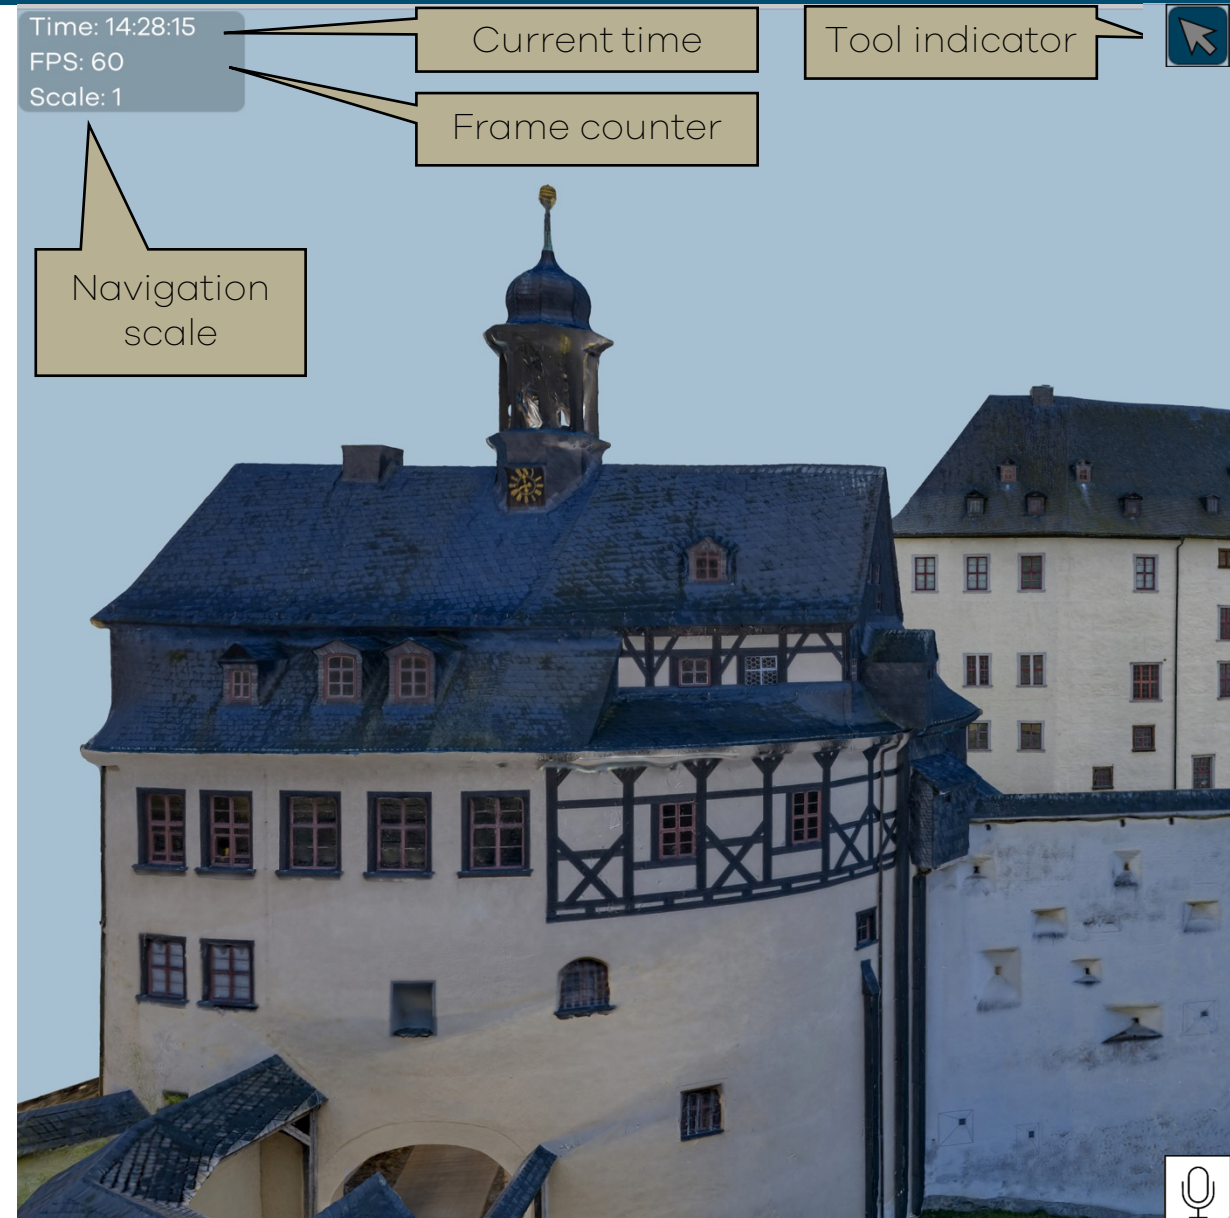 Time: 14:28:15
FPS: 60
Scale: 1
Current time
Tool indicator
Frame counter
Navigation
scale